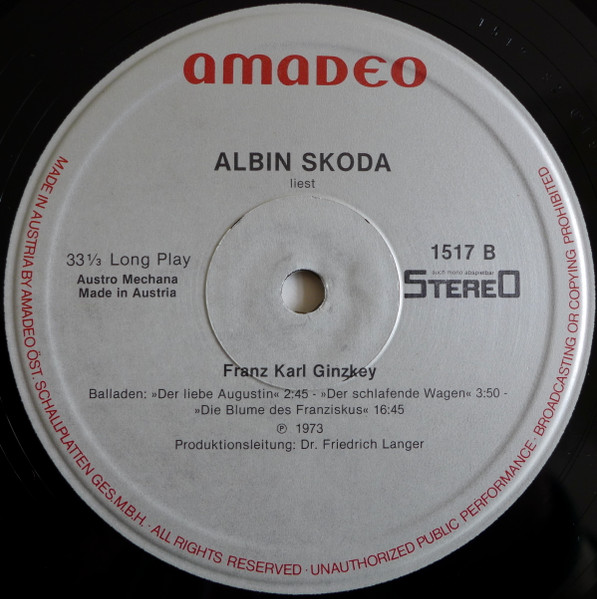 amadeo
ALBIN SKODA
liest
33⅓ Long Play
Austro Mechana
Made in Austria
1517 B
auch mono abspielbar
STEREO
Franz Karl Ginzkey
Balladen: »Der liebe Augustin« 2:45 - »Der schlafende Wagen« 3:50 -
»Die Blume des Franziskus« 16:45
℗ 1973
Produktionsleitung: Dr. Friedrich Langer
MADE IN AUSTRIA BY AMADEO ÖST. SCHALLPLATTEN GES.M.B.H. · ALL RIGHTS RESERVED · UNAUTHORIZED PUBLIC PERFORMANCE · BROADCASTING OR COPYING PROHIBITED